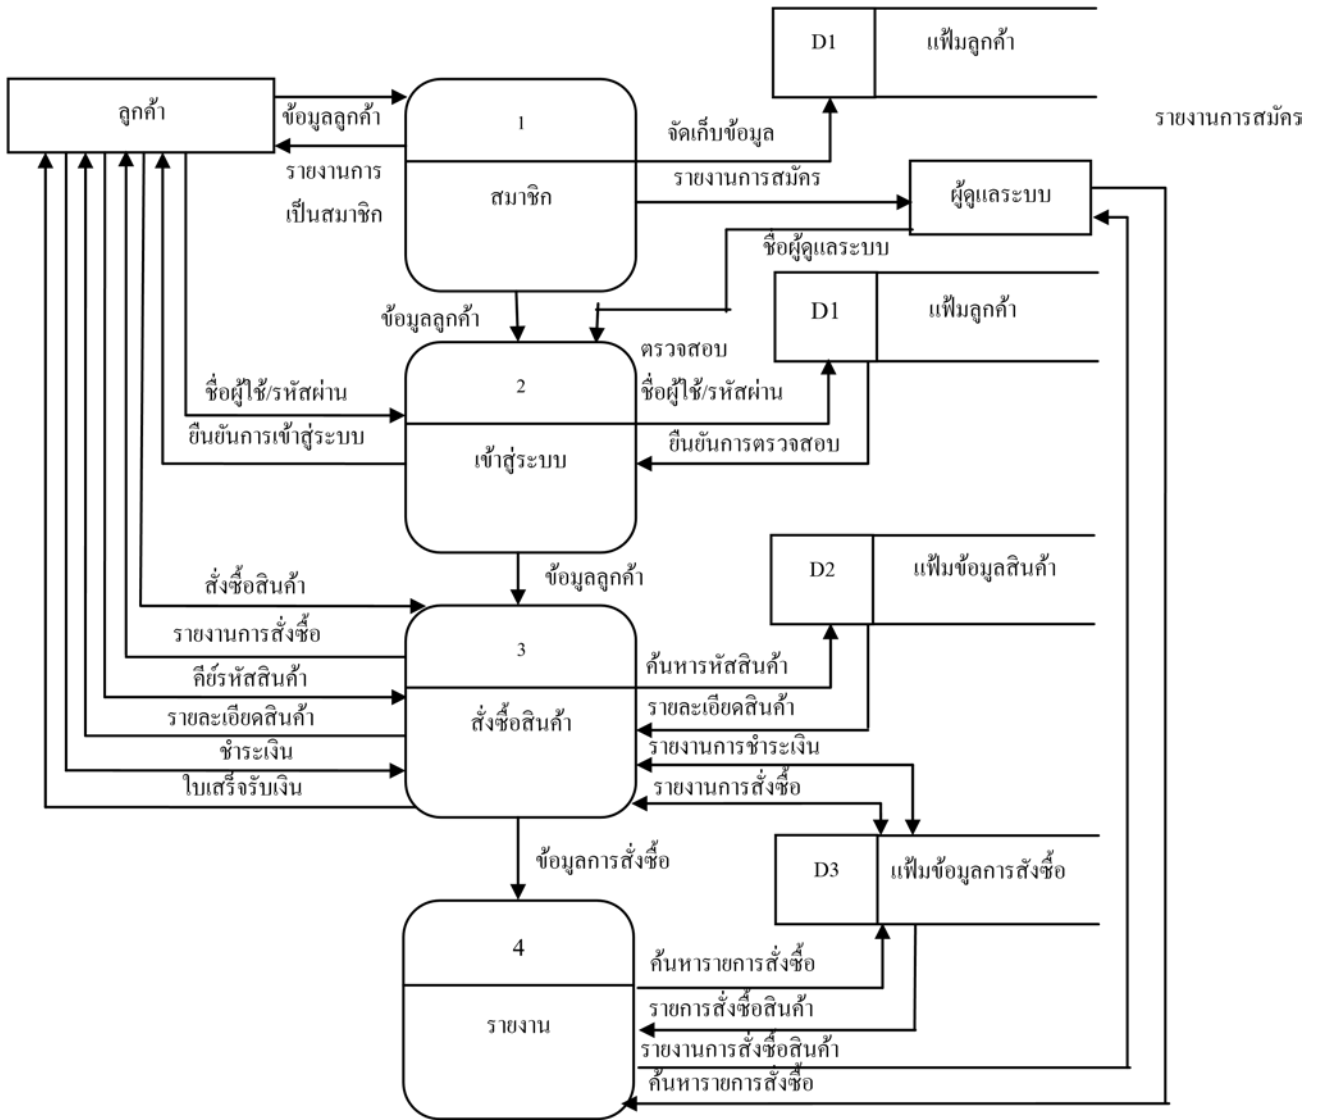 D1
แฟ้มลูกค้า
ลูกค้า
ข้อมูลลูกค้า
1
จัดเก็บข้อมูล
รายงานการสมัคร
รายงานการ
เป็นสมาชิก
สมาชิก
รายงานการสมัคร
ผู้ดูแลระบบ
ชื่อผู้ดูแลระบบ
ข้อมูลลูกค้า
D1
แฟ้มลูกค้า
ตรวจสอบ
ชื่อผู้ใช้/รหัสผ่าน
2
ชื่อผู้ใช้/รหัสผ่าน
ยืนยันการเข้าสู่ระบบ
เข้าสู่ระบบ
ยืนยันการตรวจสอบ
ข้อมูลลูกค้า
D2
แฟ้มข้อมูลสินค้า
สั่งซื้อสินค้า
รายงานการสั่งซื้อ
3
คีย์รหัสสินค้า
ค้นหารหัสสินค้า
รายละเอียดสินค้า
สั่งซื้อสินค้า
รายละเอียดสินค้า
ชำระเงิน
รายงานการชำระเงิน
ใบเสร็จรับเงิน
รายงานการสั่งซื้อ
ข้อมูลการสั่งซื้อ
D3
แฟ้มข้อมูลการสังซื้อ
4
ค้นหารายการสั่งซื้อ
รายการสั่งซื้อสินค้า
รายงาน
รายงานการสั่งซื้อสินค้า
ค้นหารายการสั่งซื้อ